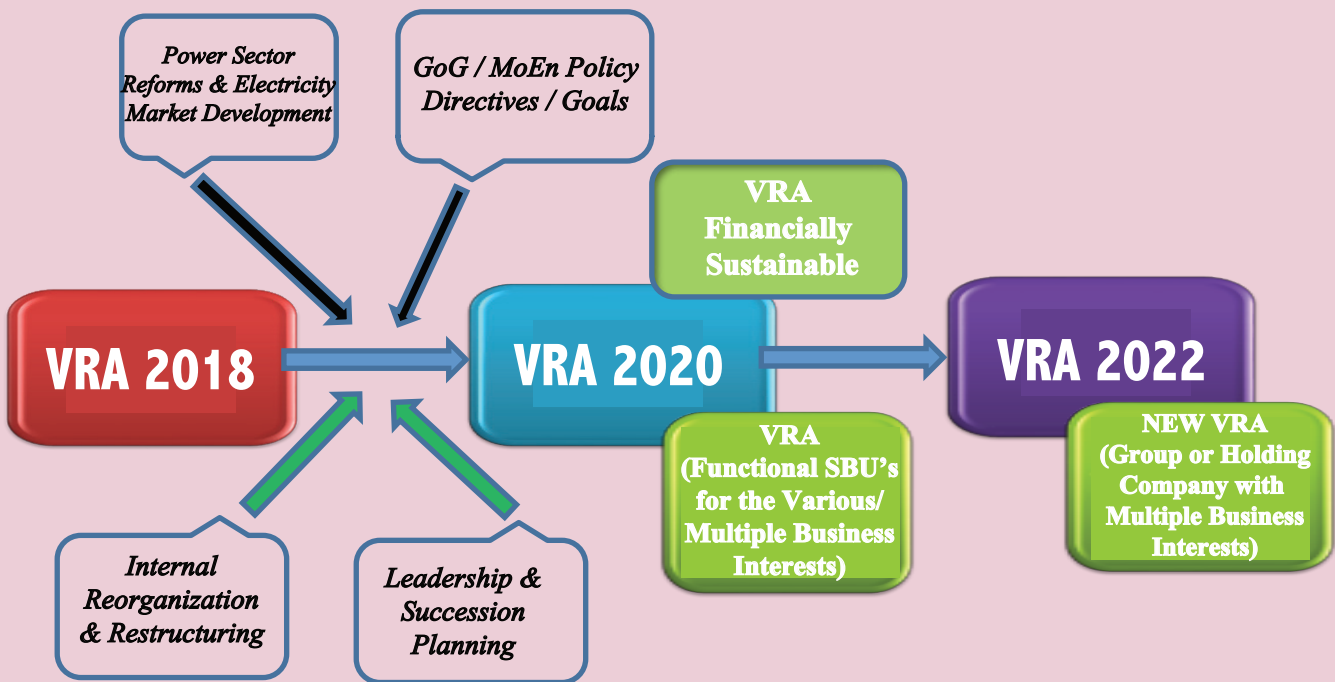 Power Sector
Reforms & Electricity
Market Development
GoG / MoEn Policy
Directives / Goals
VRA
Financially
Sustainable
VRA 2018
VRA 2020
VRA 2022
VRA
(Functional SBU's
for the Various/
Multiple Business
Interests)
NEW VRA
(Group or Holding
Company with
Multiple Business
Interests)
Internal
Reorganization
& Restructuring
Leadership &
Succession
Planning